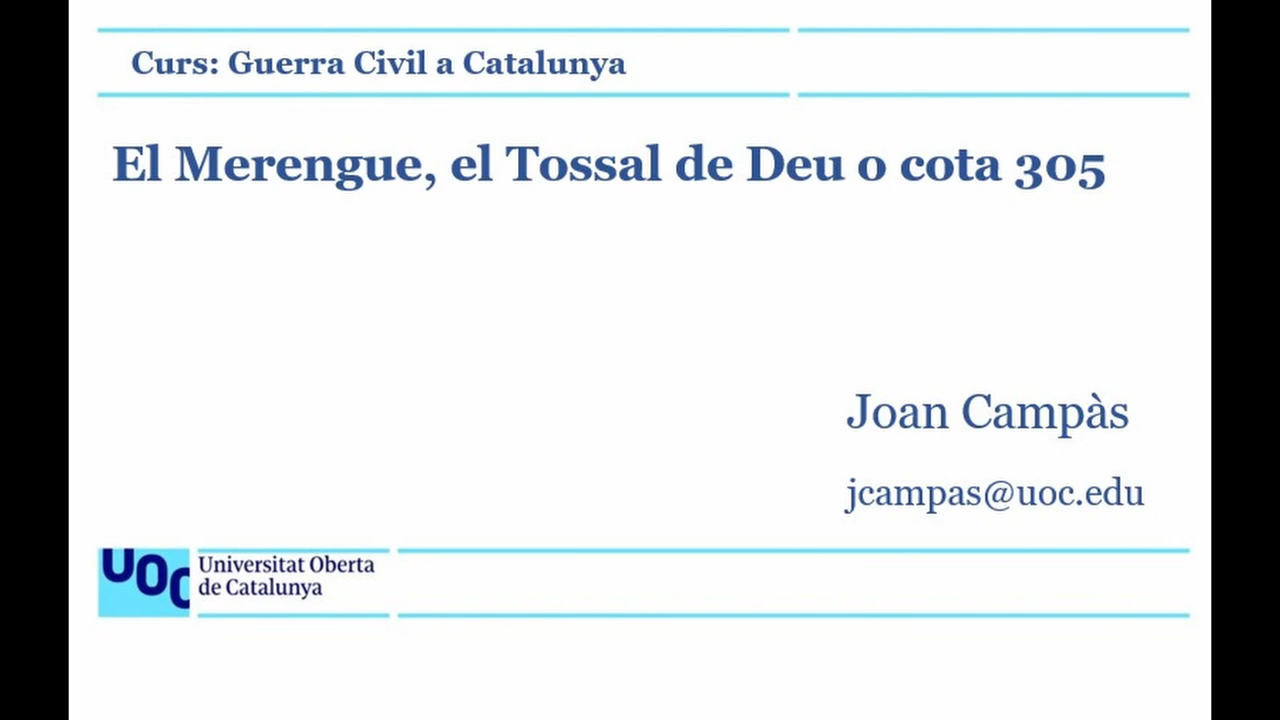 Curs: Guerra Civil a Catalunya
El Merengue, el Tossal de Deu o cota 305
Joan Campàs
jcampas@uoc.edu
UOC
Universitat Oberta
de Catalunya